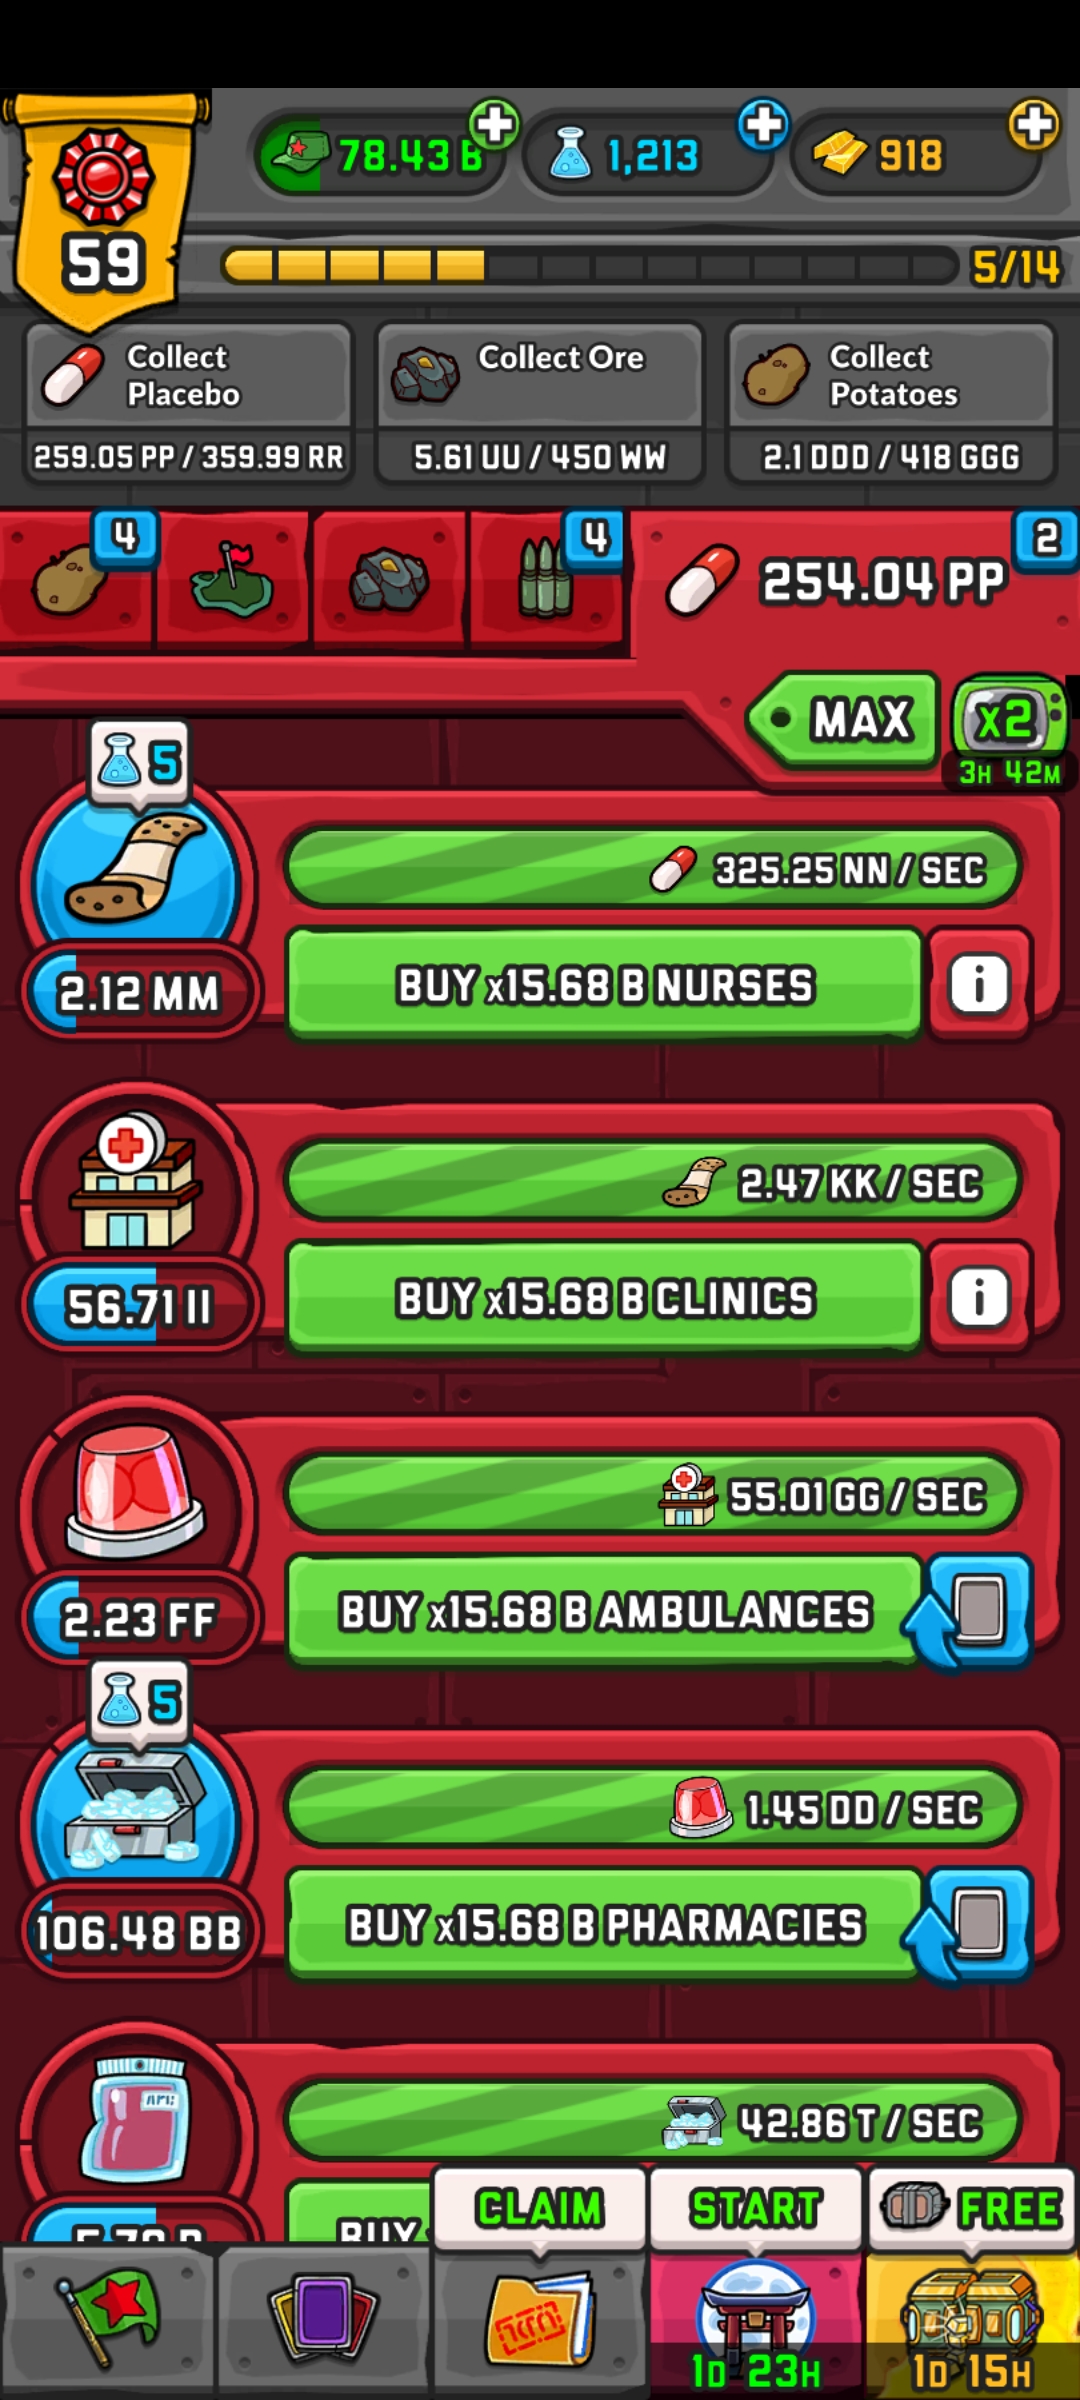 78.43 B
1,213
918
59
5/14
Collect
Placebo
259.05 PP / 359.99 RR
Collect Ore
5.61 UU / 450 WW
Collect
Potatoes
2.1 DDD / 418 GGG
4
4
254.04 PP
2
MAX
x2
3H 42M
5
325.25 NN / SEC
BUY x15.68 B NURSES
i
2.12 MM
2.47 KK / SEC
BUY x15.68 B CLINICS
i
56.71 II
55.01 GG / SEC
BUY x15.68 B AMBULANCES
2.23 FF
5
1.45 DD / SEC
BUY x15.68 B PHARMACIES
106.48 BB
42.86 T / SEC
BUY
CLAIM
START
FREE
1D 23H
1D 15H